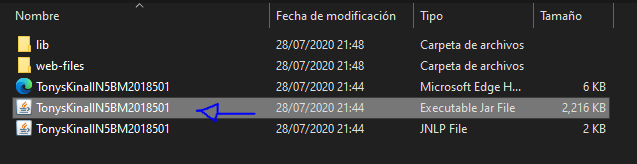 Nombre Fecha de modificación Tipo Tamaño
lib 28/07/2020 21:48 Carpeta de archivos
web-files 28/07/2020 21:48 Carpeta de archivos
TonysKinalIN5BM2018501 28/07/2020 21:44 Microsoft Edge H... 6 KB
TonysKinalIN5BM2018501 28/07/2020 21:44 Executable Jar File 2,216 KB
TonysKinalIN5BM2018501 28/07/2020 21:44 JNLP File 2 KB